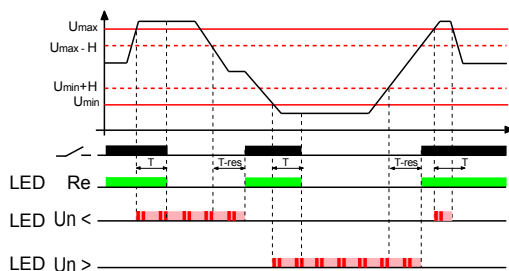 Umax
Umax - H
Umin+H
Umin
T T-res T T-res T
LED Re
LED Un <
LED Un >